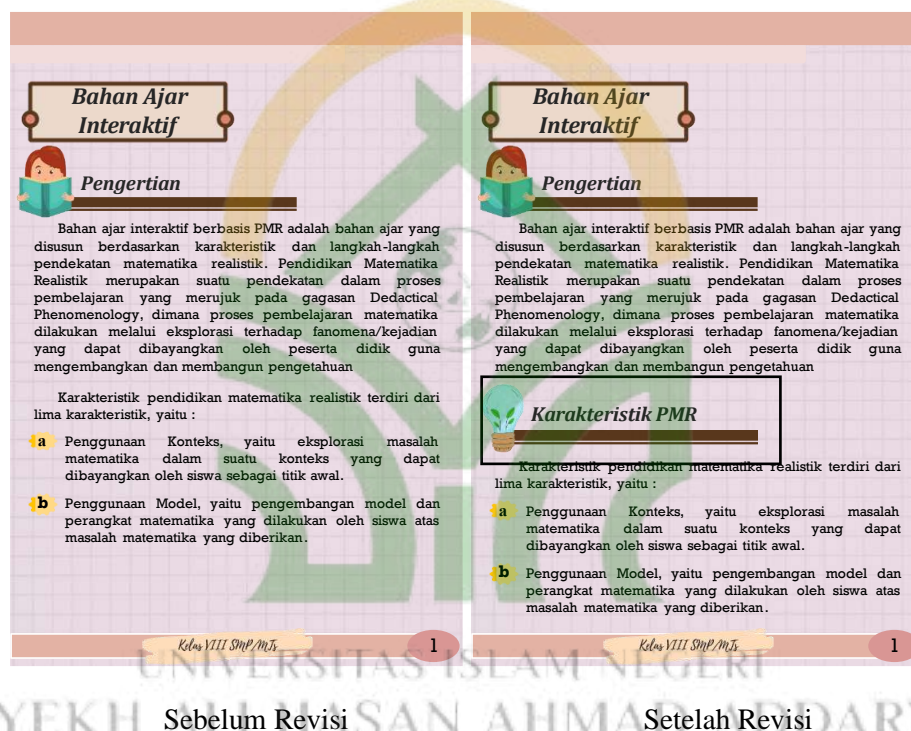 Bahan Ajar
Interaktif
Pengertian
Bahan ajar interaktif berbasis PMR adalah bahan ajar yang
disusun berdasarkan karakteristik dan langkah-langkah
pendekatan matematika realistik. Pendidikan Matematika
Realistik merupakan suatu pendekatan dalam proses
pembelajaran yang merujuk pada gagasan Dedactical
Phenomenology, dimana proses pembelajaran matematika
dilakukan melalui eksplorasi terhadap fanomena/kejadian
yang dapat dibayangkan oleh peserta didik guna
mengembangkan dan membangun pengetahuan
Karakteristik pendidikan matematika realistik terdiri dari
lima karakteristik, yaitu :
a Penggunaan Konteks, yaitu eksplorasi masalah
matematika dalam suatu konteks yang dapat
dibayangkan oleh siswa sebagai titik awal.
b Penggunaan Model, yaitu pengembangan model dan
perangkat matematika yang dilakukan oleh siswa atas
masalah matematika yang diberikan.
Kelas VIII SMP/MTs
1
Sebelum Revisi
Bahan Ajar
Interaktif
Pengertian
Bahan ajar interaktif berbasis PMR adalah bahan ajar yang
disusun berdasarkan karakteristik dan langkah-langkah
pendekatan matematika realistik. Pendidikan Matematika
Realistik merupakan suatu pendekatan dalam proses
pembelajaran yang merujuk pada gagasan Dedactical
Phenomenology, dimana proses pembelajaran matematika
dilakukan melalui eksplorasi terhadap fanomena/kejadian
yang dapat dibayangkan oleh peserta didik guna
mengembangkan dan membangun pengetahuan
Karakteristik PMR
Karakteristik pendidikan matematika realistik terdiri dari
lima karakteristik, yaitu :
a Penggunaan Konteks, yaitu eksplorasi masalah
matematika dalam suatu konteks yang dapat
dibayangkan oleh siswa sebagai titik awal.
b Penggunaan Model, yaitu pengembangan model dan
perangkat matematika yang dilakukan oleh siswa atas
masalah matematika yang diberikan.
Kelas VIII SMP/MTs
1
Setelah Revisi
UNIVERSITAS ISLAM NEGERI
AHMAD